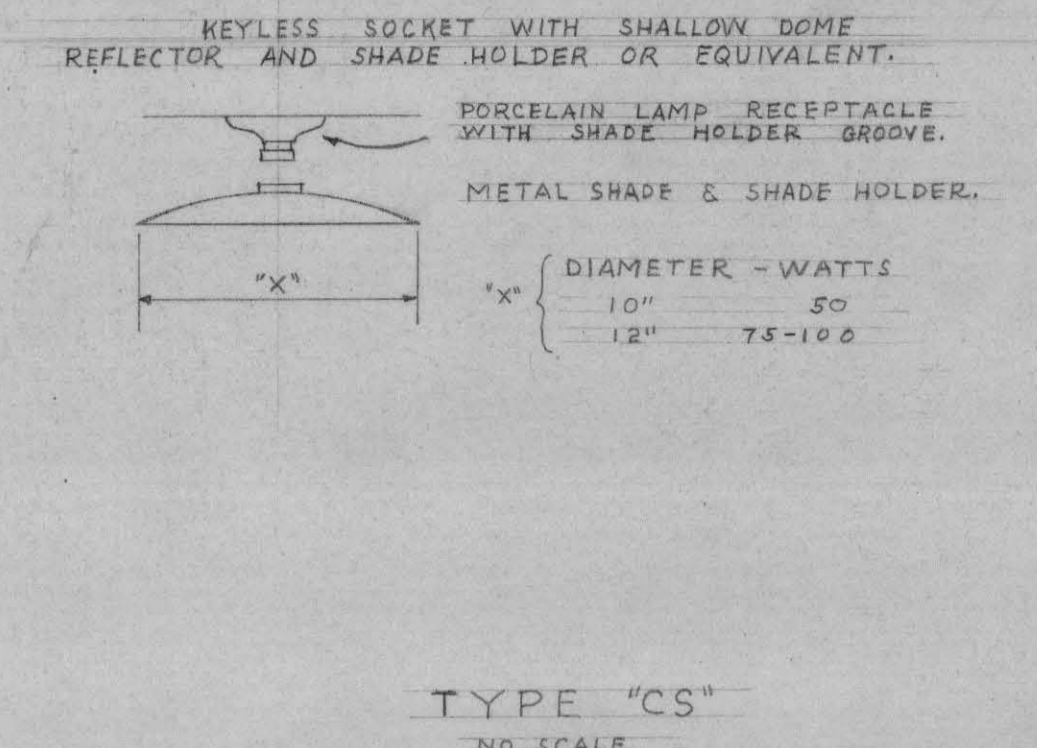 KEYLESS SOCKET WITH SHALLOW DOME
REFLECTOR AND SHADE HOLDER OR EQUIVALENT.
PORCELAIN LAMP RECEPTACLE
WITH SHADE HOLDER GROOVE.
METAL SHADE & SHADE HOLDER.
"X"
"X"
DIAMETER - WATTS
10" 50
12" 75-100
TYPE "CS"
NO SCALE